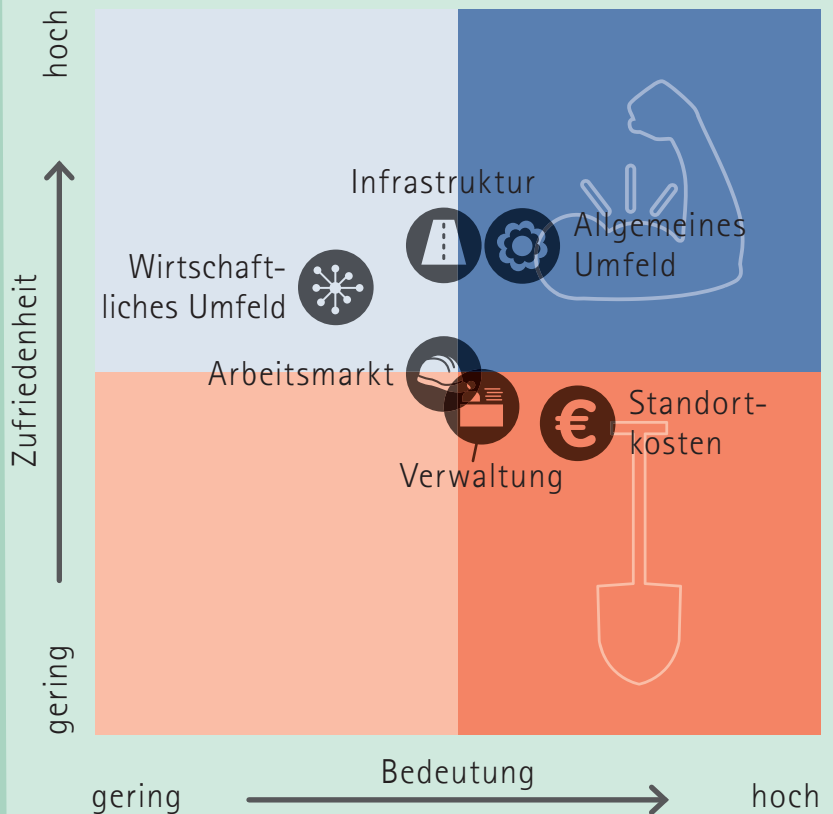 hoch
Infrastruktur
Allgemeines
Umfeld
Wirtschaft-
liches Umfeld
Arbeitsmarkt
Standort-
kosten
€
Verwaltung
Zufriedenheit
gering
Bedeutung
gering
hoch